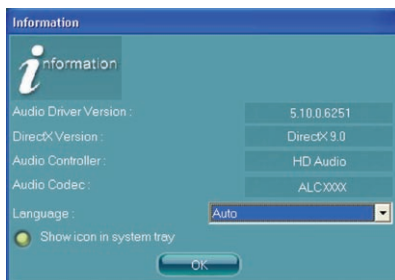 Information
information
Audio Driver Version :
5.10.0.6251
DirectX Version :
DirectX 9.0
Audio Controller :
HD Audio
Audio Codec :
ALCXXXX
Language :
Auto
Show icon in system tray
OK